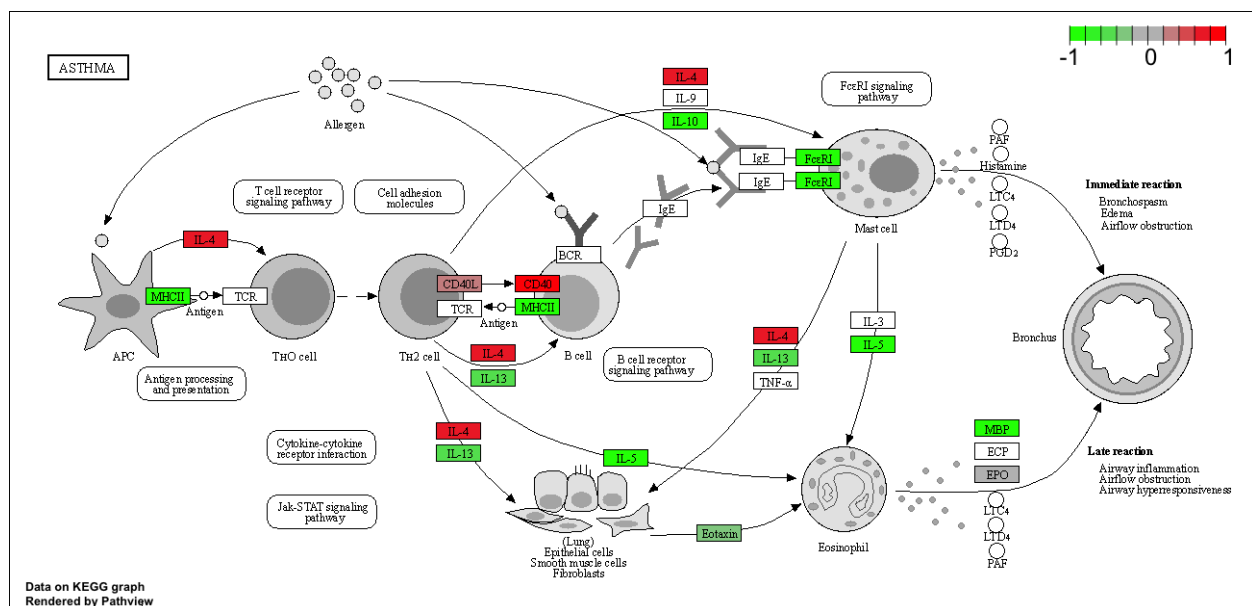 -1 0 1
ASTHMA
Allergen
IL-4
IL-9
IL-10
FcεRI signaling
pathway
T cell receptor
signaling pathway
Cell adhesion
molecules
IgE
FcεRI
IgE
FcεRI
IgE
Mast cell
PAF
Histamine
LTC4
LTD4
PGD2
Immediate reaction
Bronchospasm
Edema
Airflow obstruction
IL-4
BCR
MHCII
TCR
Antigen
APC
TH0 cell
CD40L
CD40
TCR
MHCII
Antigen
TH2 cell
B cell
IL-4
IL-13
Antigen processing
and presentation
B cell receptor
signaling pathway
IL-4
IL-13
TNF-α
IL-3
IL-5
Bronchus
Cytokine-cytokine
receptor interaction
IL-4
IL-13
IL-5
Jak-STAT signaling
pathway
(Lung)
Epithelial cells
Smooth muscle cells
Fibroblasts
Eotaxin
Eosinophil
MBP
ECP
EPO
LTC4
LTD4
PAF
Late reaction
Airway inflammation
Airflow obstruction
Airway hyperresponsiveness
Data on KEGG graph
Rendered by Pathview